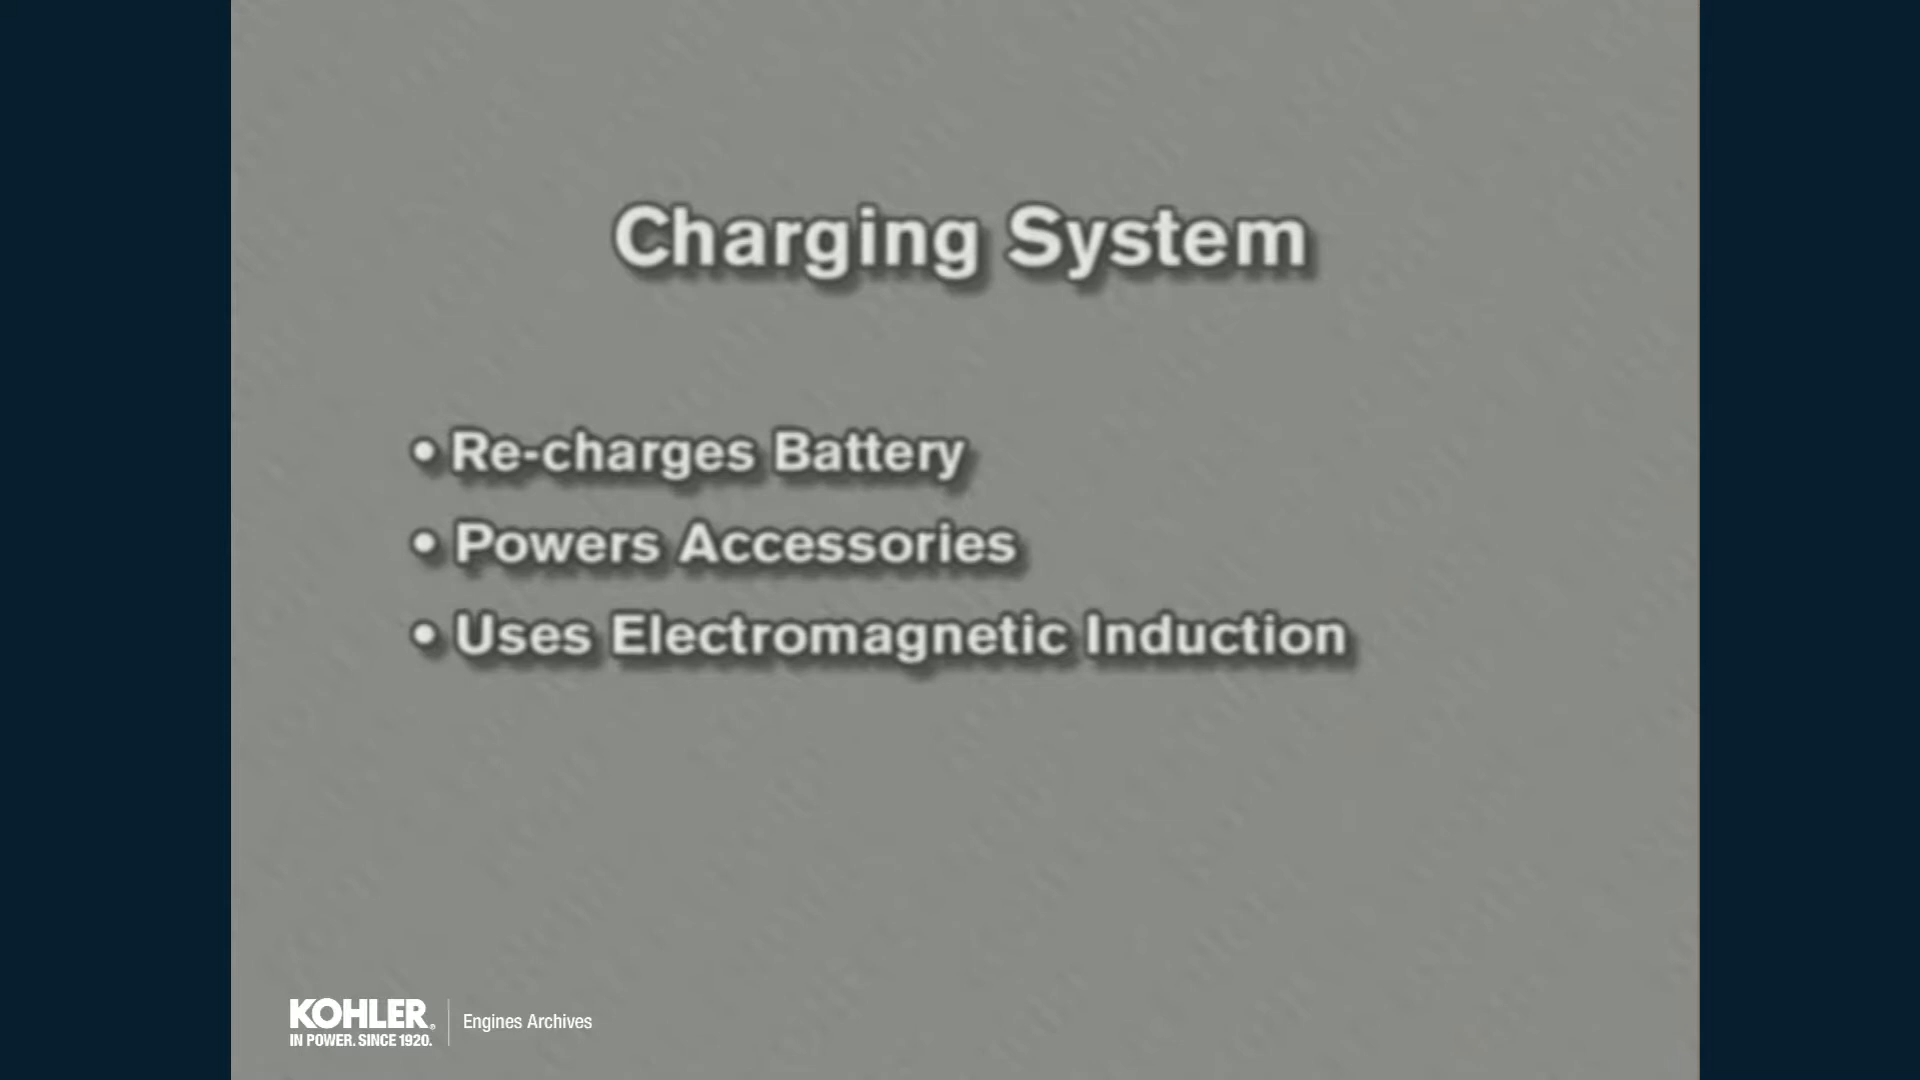 Charging System
• Re-charges Battery
• Powers Accessories
• Uses Electromagnetic Induction
KOHLER®
IN POWER. SINCE 1920.
Engines Archives